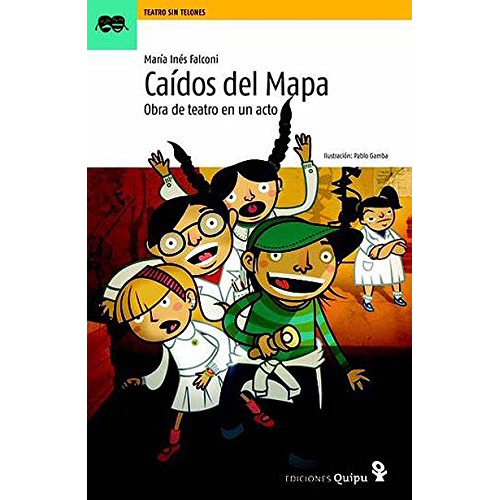 TEATRO SIN TELONES
María Inés Falconi
Caídos del Mapa
Obra de teatro en un acto
Ilustración: Pablo Gamba
EDICIONES Quipu